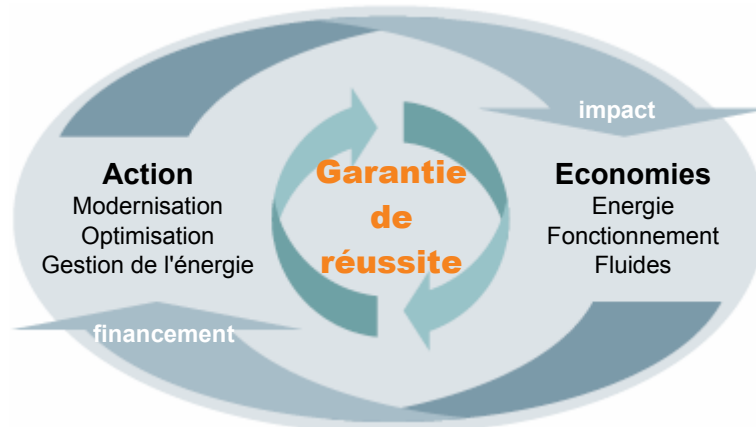 impact
Action
Modernisation
Optimisation
Gestion de l'énergie
Garantie
de
réussite
Economies
Energie
Fonctionnement
Fluides
financement